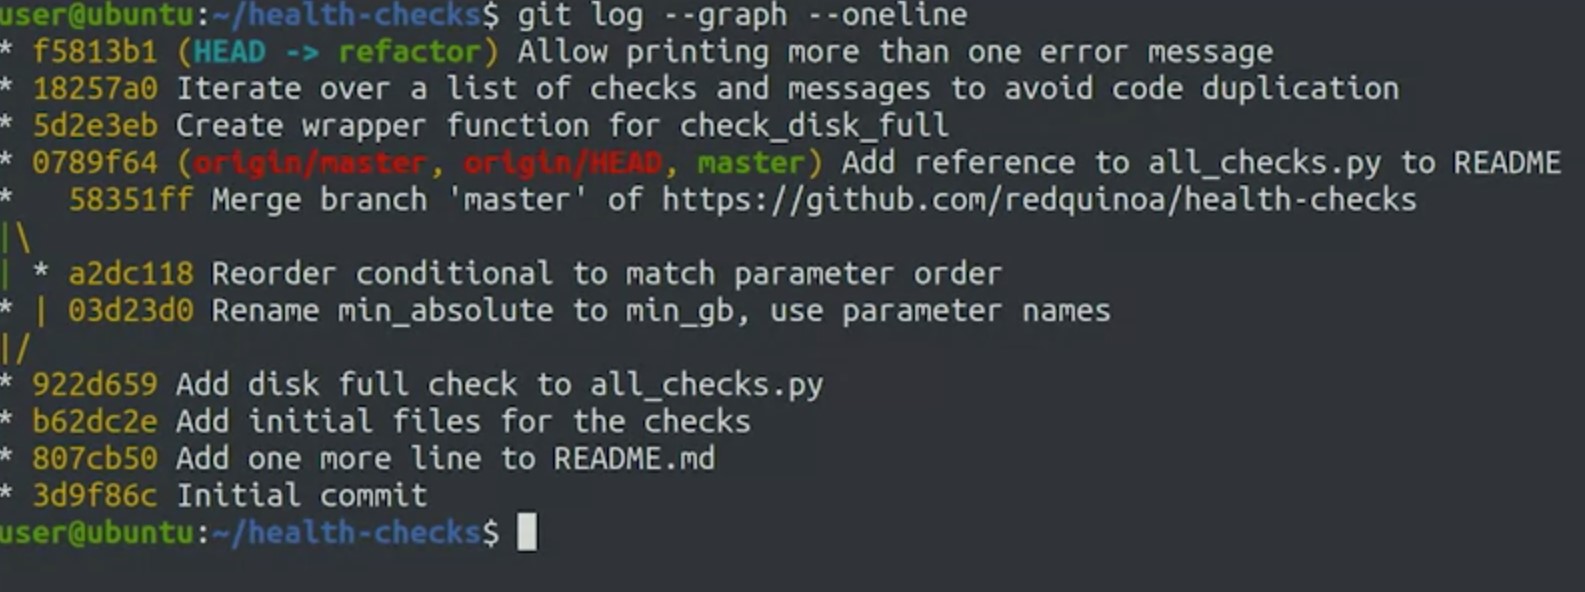 user@ubuntu:~/health-checks$ git log --graph --oneline
* f5813b1 (HEAD -> refactor) Allow printing more than one error message
* 18257a0 Iterate over a list of checks and messages to avoid code duplication
* 5d2e3eb Create wrapper function for check_disk_full
* 0789f64 (origin/master, origin/HEAD, master) Add reference to all_checks.py to README
*   58351ff Merge branch 'master' of https://github.com/redquinoa/health-checks
|\
| * a2dc118 Reorder conditional to match parameter order
* | 03d23d0 Rename min_absolute to min_gb, use parameter names
|/
* 922d659 Add disk full check to all_checks.py
* b62dc2e Add initial files for the checks
* 807cb50 Add one more line to README.md
* 3d9f86c Initial commit
user@ubuntu:~/health-checks$